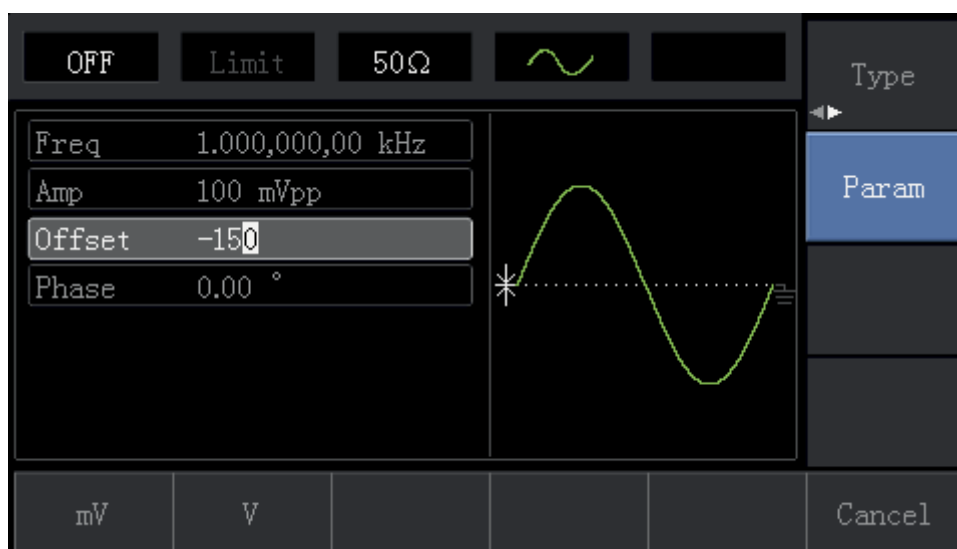 OFF Limit 50Ω
Type
Freq 1.000,000,00 kHz
Amp 100 mVpp
Param
Offset -150
Phase 0.00 °
mV V Cancel